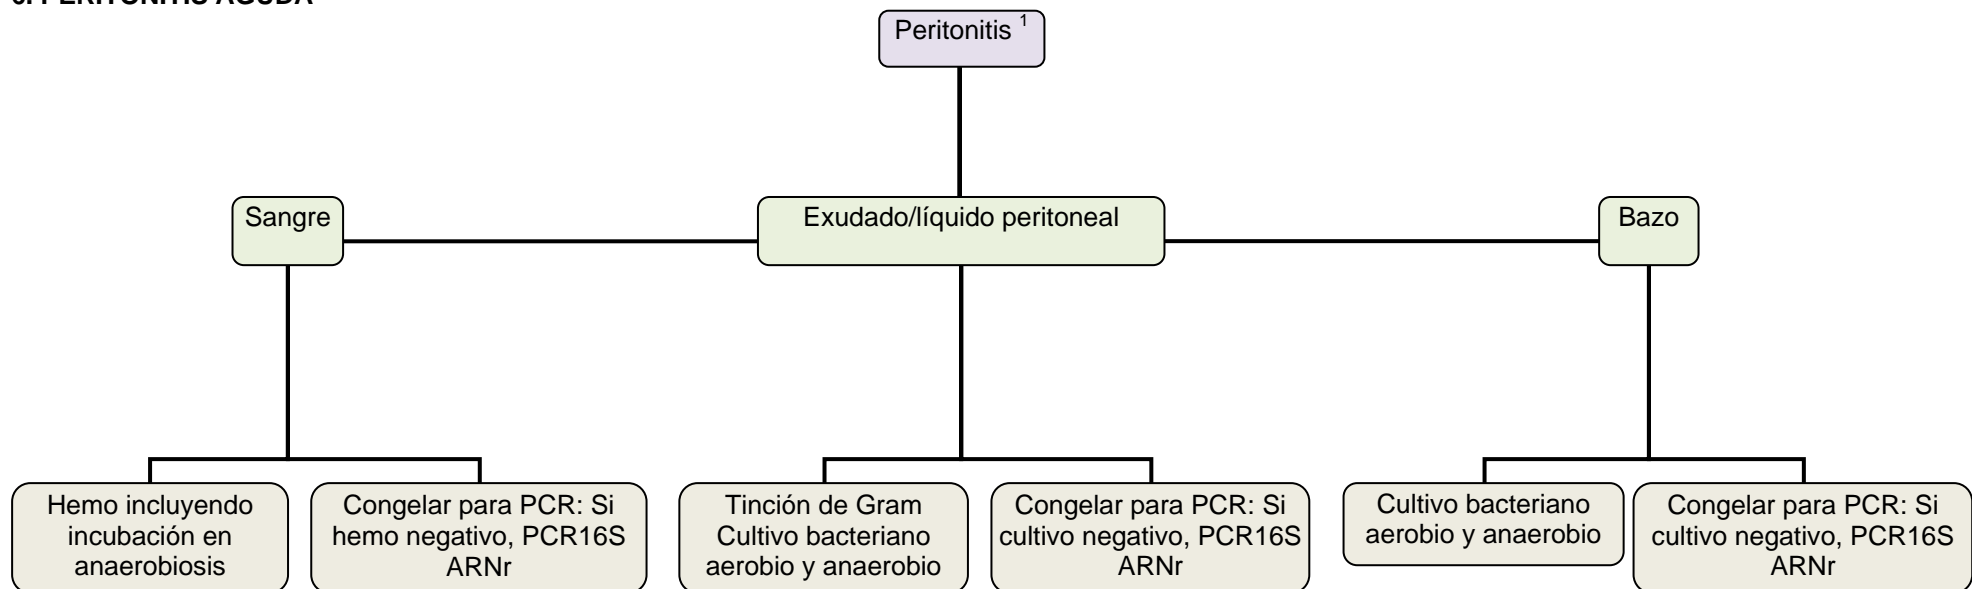 Peritonitis 1
Sangre
Exudado/líquido peritoneal
Bazo
Hemo incluyendo
incubación en
anaerobiosis
Congelar para PCR: Si
hemo negativo, PCR16S
ARNr
Tinción de Gram
Cultivo bacteriano
aerobio y anaerobio
Congelar para PCR: Si
cultivo negativo, PCR16S
ARNr
Cultivo bacteriano
aerobio y anaerobio
Congelar para PCR: Si
cultivo negativo, PCR16S
ARNr